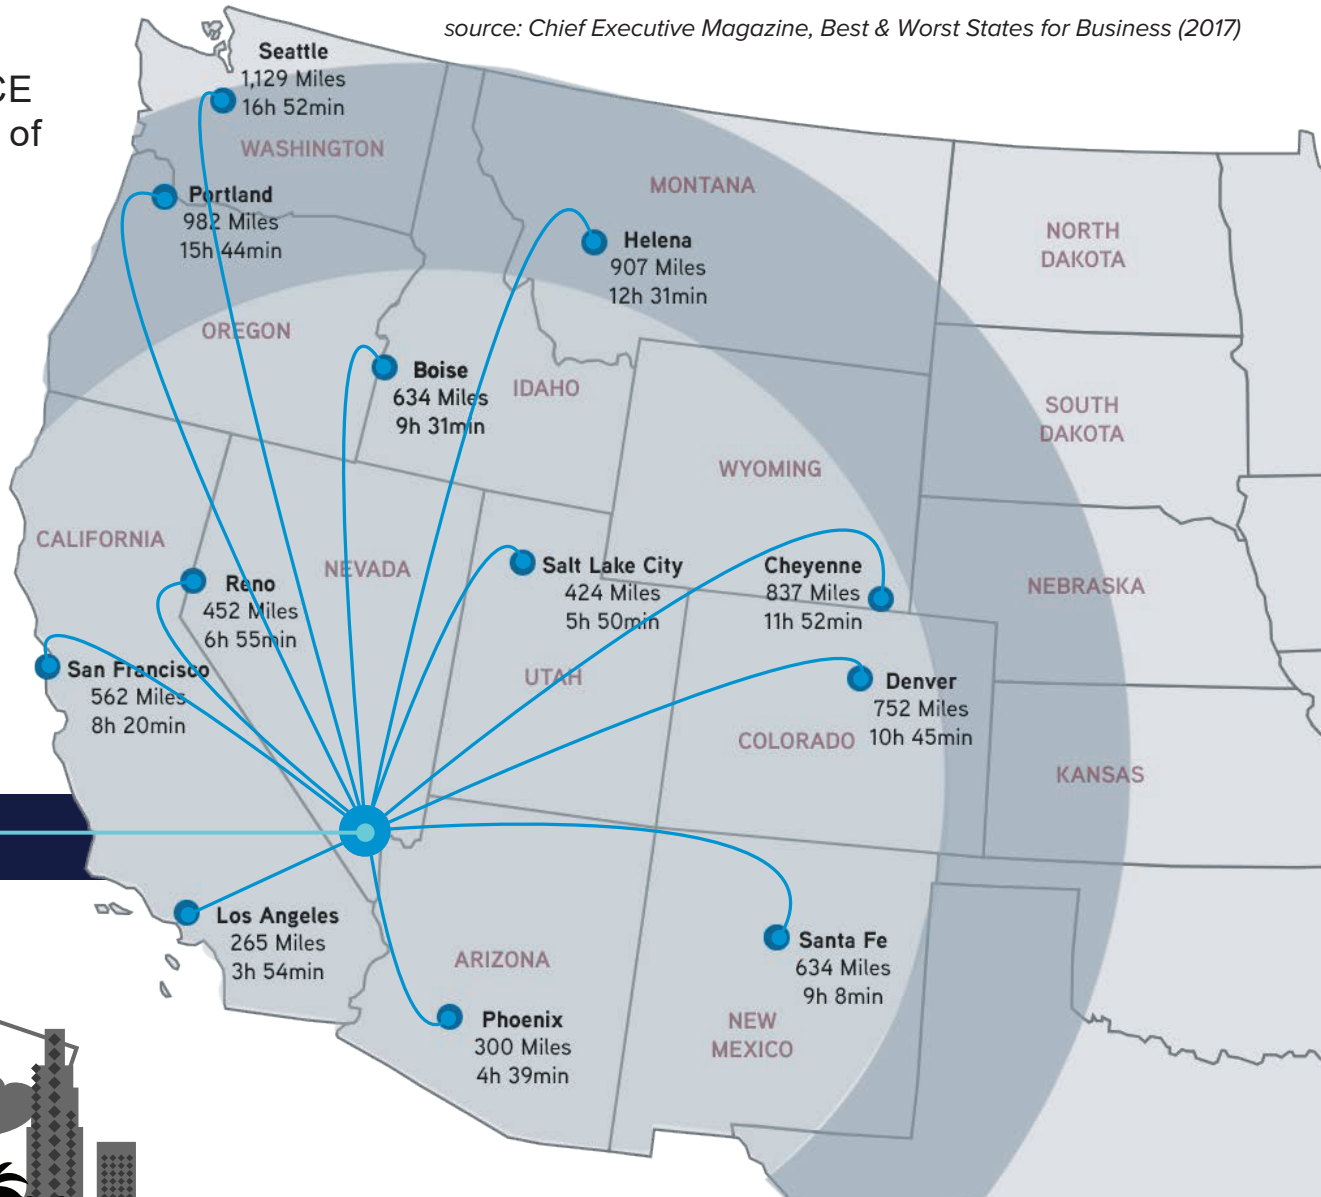 source: Chief Executive Magazine, Best & Worst States for Business (2017)
CE
of
Seattle
1,129 Miles
16h 52min
WASHINGTON
Portland
982 Miles
15h 44min
MONTANA
Helena
907 Miles
12h 31min
NORTH
DAKOTA
OREGON
Boise
634 Miles
9h 31min
IDAHO
SOUTH
DAKOTA
WYOMING
CALIFORNIA
NEVADA
Reno
452 Miles
6h 55min
Salt Lake City
424 Miles
5h 50min
Cheyenne
837 Miles
11h 52min
NEBRASKA
San Francisco
562 Miles
8h 20min
UTAH
Denver
752 Miles
10h 45min
COLORADO
KANSAS
Los Angeles
265 Miles
3h 54min
ARIZONA
Santa Fe
634 Miles
9h 8min
Phoenix
300 Miles
4h 39min
NEW
MEXICO